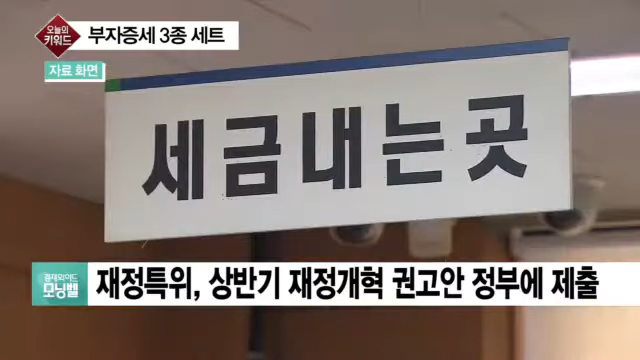 오늘의
키워드
부자증세 3종 세트
자료 화면
세금내는곳
경제와이드
모닝벨
재정특위, 상반기 재정개혁 권고안 정부에 제출